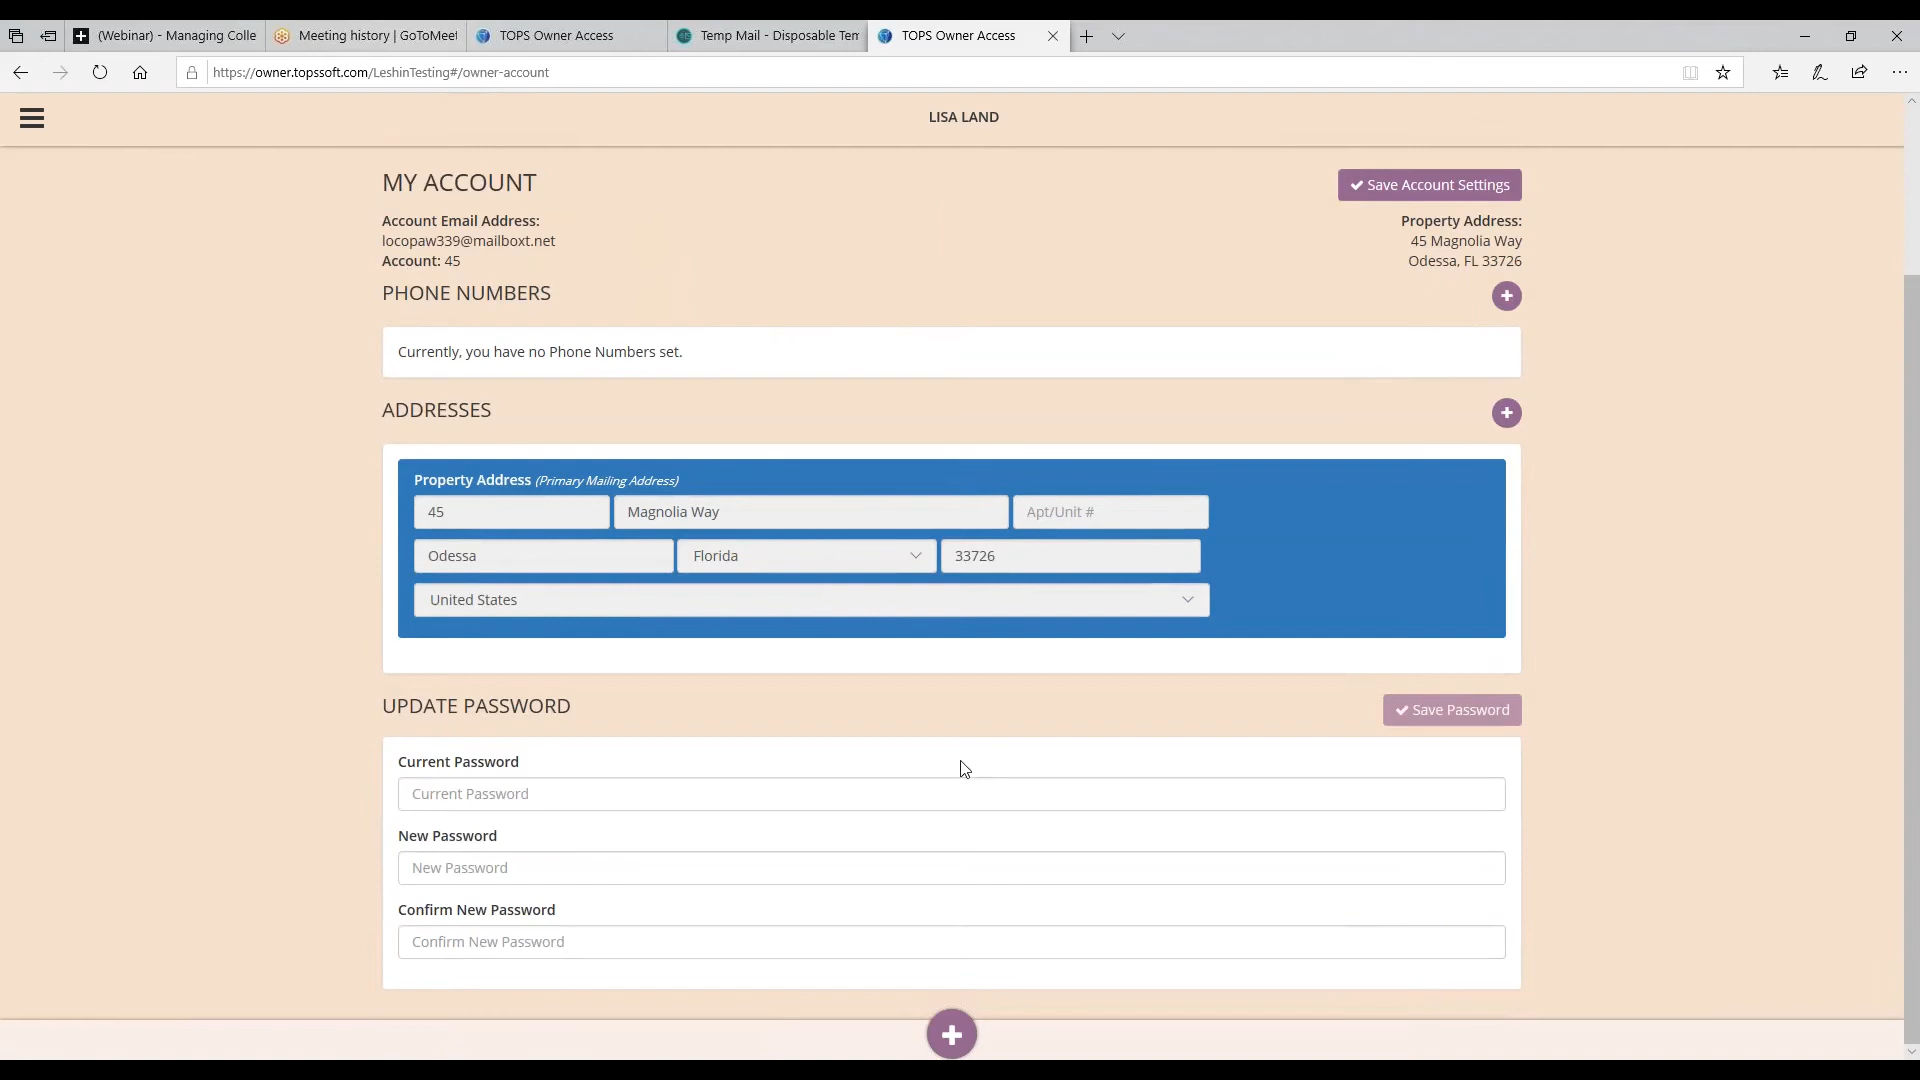 (Webinar) - Managing Colle
Meeting history | GoToMeet
TOPS Owner Access
Temp Mail - Disposable Tem
TOPS Owner Access
https://owner.topssoft.com/LeshinTesting#/owner-account
LISA LAND
MY ACCOUNT
Save Account Settings
Account Email Address:
locopaw339@mailboxt.net
Account: 45
Property Address:
45 Magnolia Way
Odessa, FL 33726
PHONE NUMBERS
Currently, you have no Phone Numbers set.
ADDRESSES
Property Address (Primary Mailing Address)
45
Magnolia Way
Apt/Unit #
Odessa
Florida
33726
United States
UPDATE PASSWORD
Save Password
Current Password
Current Password
New Password
New Password
Confirm New Password
Confirm New Password